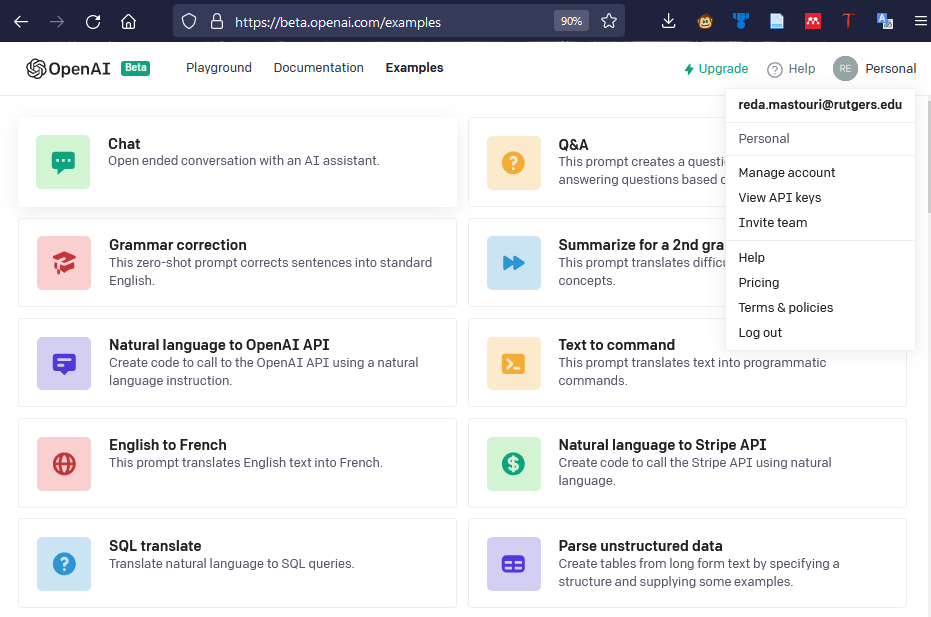 https://beta.openai.com/examples
90%
OpenAI Beta
Playground
Documentation
Examples
Upgrade
Help
RE
Personal
reda.mastouri@rutgers.edu
Personal
Manage account
View API keys
Invite team
Help
Pricing
Terms & policies
Log out
Chat
Open ended conversation with an AI assistant.
Q&A
This prompt creates a
answering questions based
Grammar correction
This zero-shot prompt corrects sentences into standard
English.
Summarize for a 2nd
This prompt translates
concepts.
Natural language to OpenAI API
Create code to call to the OpenAI API using a natural
language instruction.
Text to command
This prompt translates text into programmatic
commands.
English to French
This prompt translates English text into French.
Natural language to Stripe API
Create code to call the Stripe API using natural
language.
SQL translate
Translate natural language to SQL queries.
Parse unstructured data
Create tables from long form text by specifying a
structure and supplying some examples.